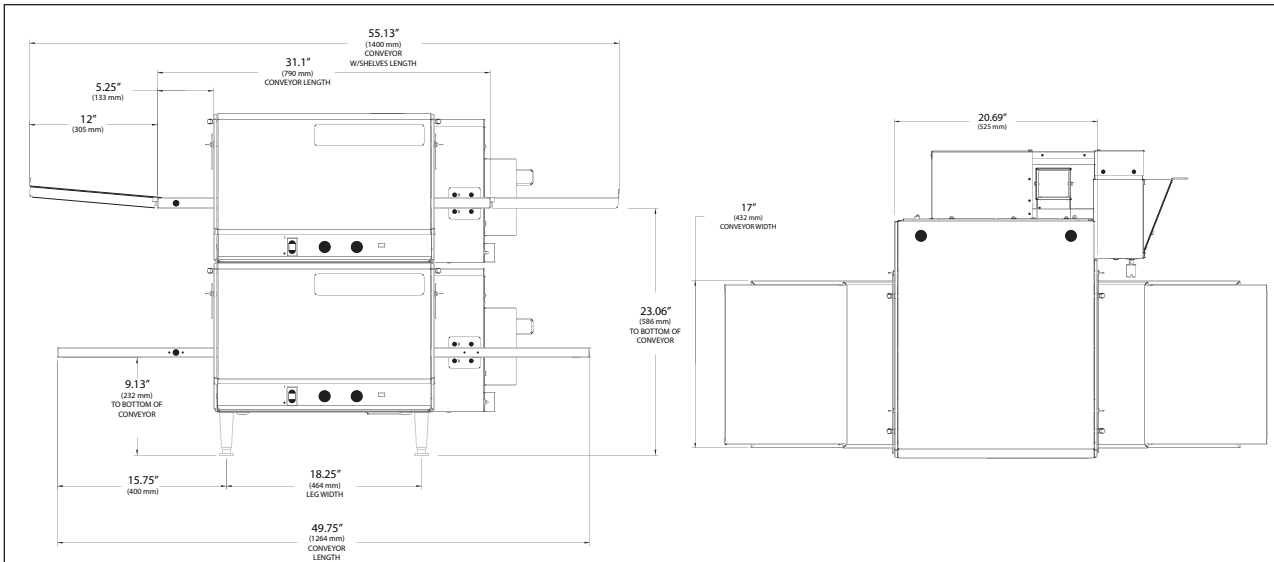 55.13”
(1400 mm)
CONVEYOR
W/SHELVES LENGTH
31.1”
(790 mm)
CONVEYOR LENGTH
5.25”
(133 mm)
12”
(305 mm)
23.06”
(586 mm)
TO BOTTOM OF
CONVEYOR
9.13”
(232 mm)
TO BOTTOM OF
CONVEYOR
15.75”
(400 mm)
18.25”
(464 mm)
LEG WIDTH
49.75”
(1264 mm)
CONVEYOR
LENGTH
20.69”
(525 mm)
17”
(432 mm)
CONVEYOR WIDTH